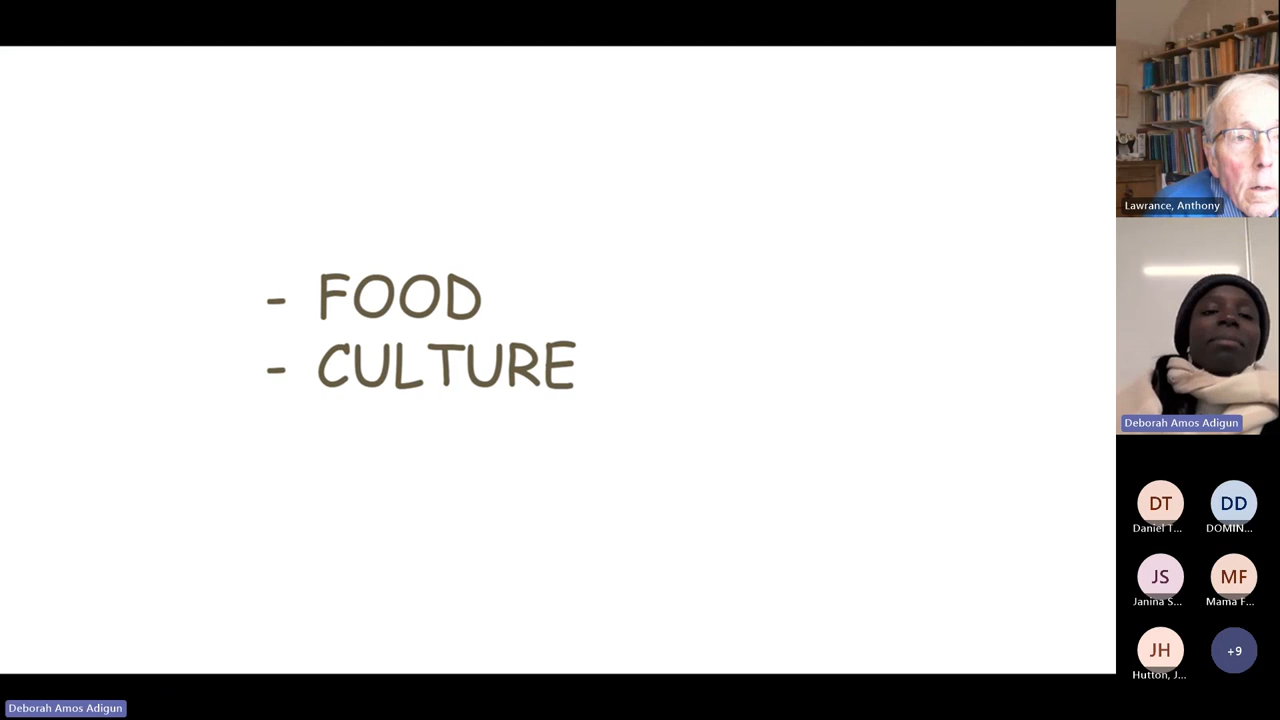 - FOOD
- CULTURE
Lawrance, Anthony
Deborah Amos Adigun
DT
DD
Daniel T...
DOMIN...
JS
MF
Janina S...
Mama F...
JH
+9
Hutton, J...
Deborah Amos Adigun